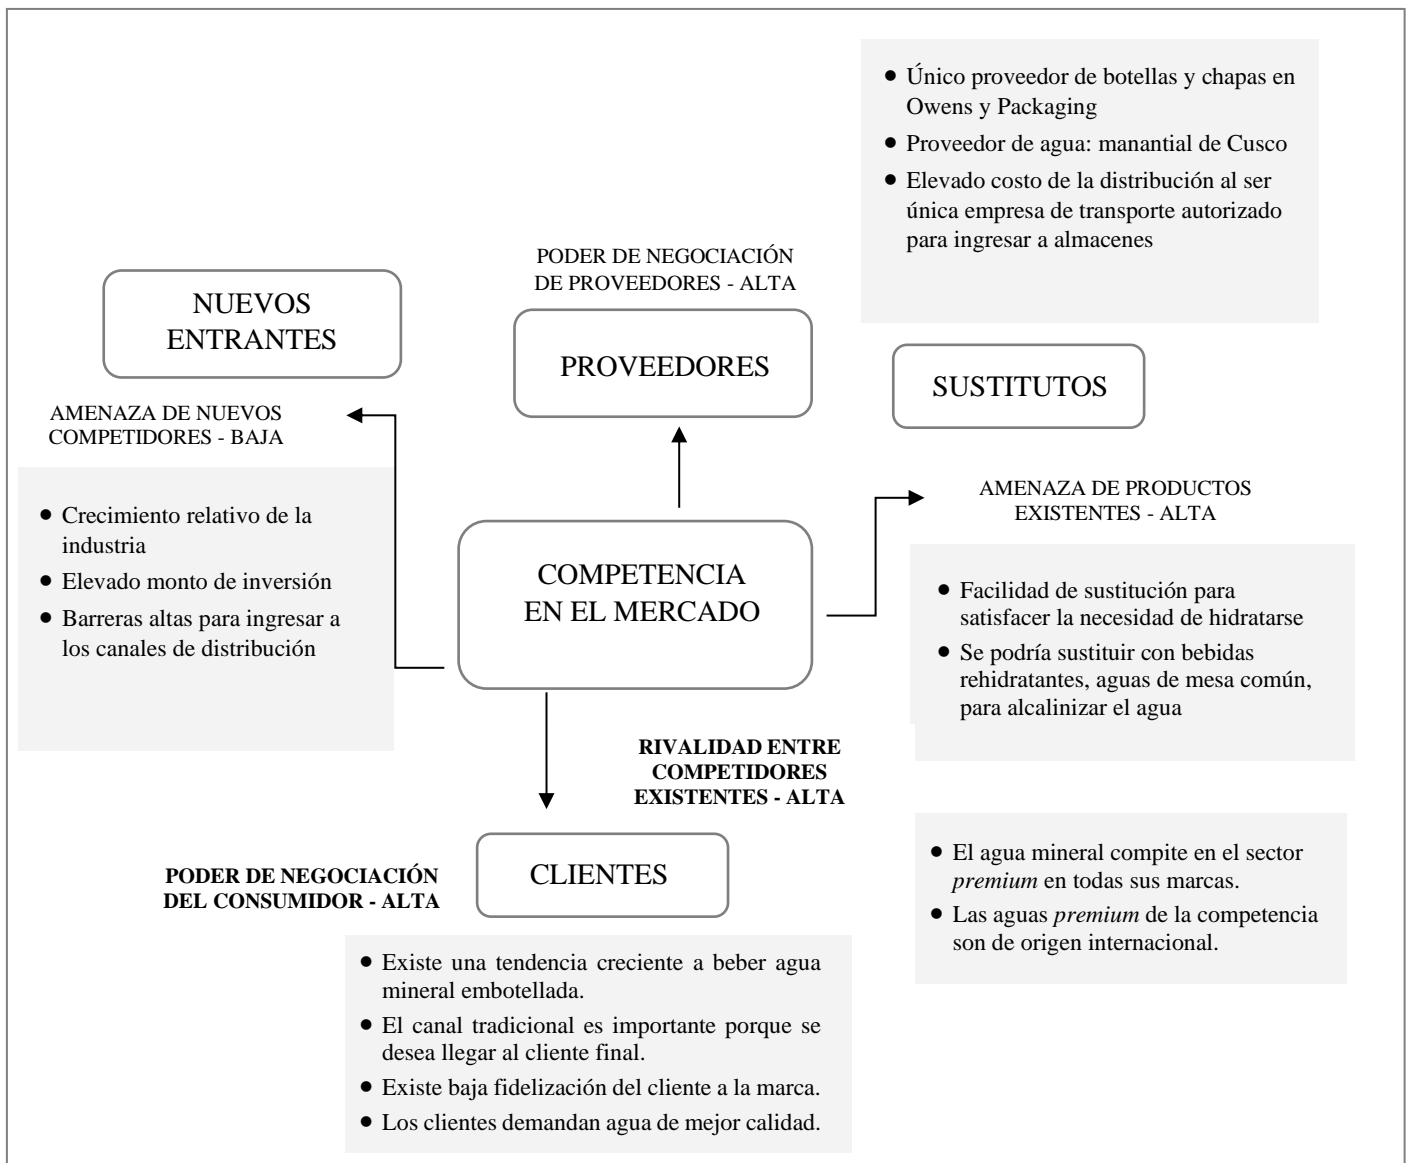 ● Único proveedor de botellas y chapas en
Owens y Packaging
● Proveedor de agua: manantial de Cusco
● Elevado costo de la distribución al ser
única empresa de transporte autorizado
para ingresar a almacenes
PODER DE NEGOCIACIÓN
DE PROVEEDORES - ALTA
NUEVOS
ENTRANTES
PROVEEDORES
SUSTITUTOS
AMENAZA DE NUEVOS
COMPETIDORES - BAJA
● Crecimiento relativo de la
industria
● Elevado monto de inversión
● Barreras altas para ingresar a
los canales de distribución
AMENAZA DE PRODUCTOS
EXISTENTES - ALTA
COMPETENCIA
EN EL MERCADO
● Facilidad de sustitución para
satisfacer la necesidad de hidratarse
● Se podría sustituir con bebidas
rehidratantes, aguas de mesa común,
para alcalinizar el agua
RIVALIDAD ENTRE
COMPETIDORES
EXISTENTES - ALTA
● El agua mineral compite en el sector
premium en todas sus marcas.
● Las aguas premium de la competencia
son de origen internacional.
PODER DE NEGOCIACIÓN
DEL CONSUMIDOR - ALTA
CLIENTES
● Existe una tendencia creciente a beber agua
mineral embotellada.
● El canal tradicional es importante porque se
desea llegar al cliente final.
● Existe baja fidelización del cliente a la marca.
● Los clientes demandan agua de mejor calidad.